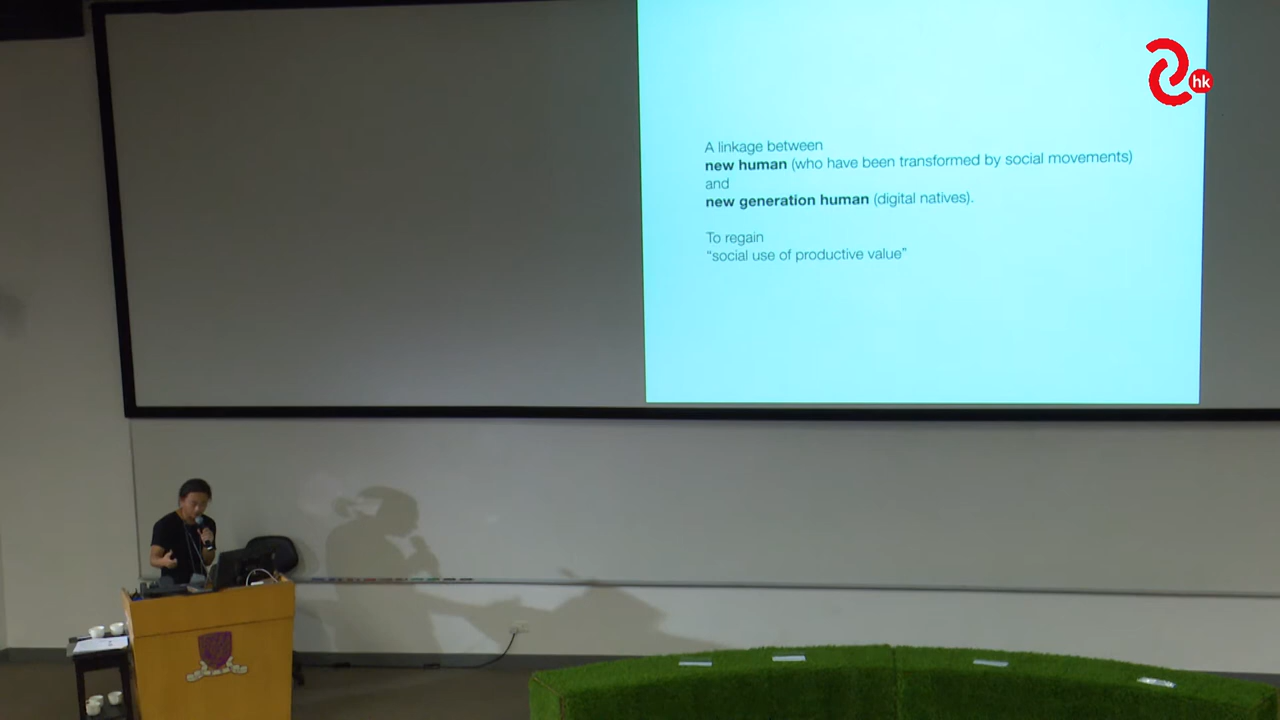 hk
A linkage between
new human (who have been transformed by social movements)
and
new generation human (digital natives).
To regain
“social use of productive value”